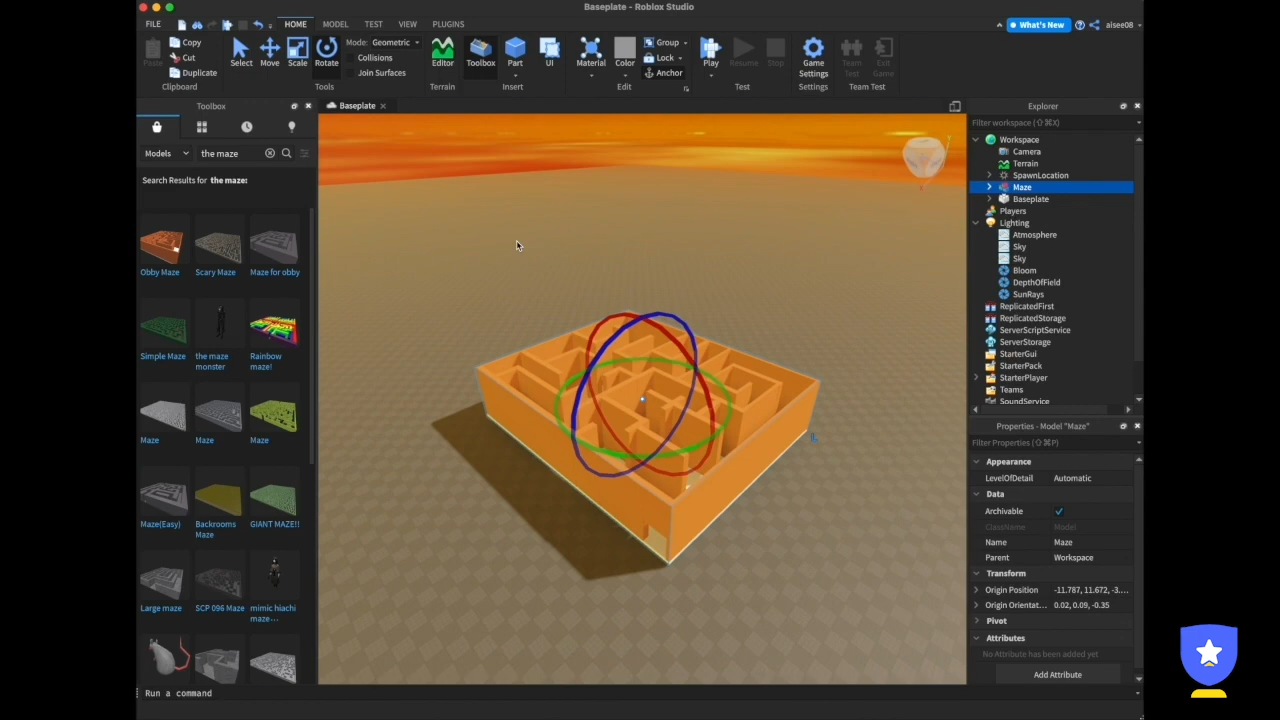 Baseplate - Roblox Studio
FILE HOME MODEL TEST VIEW PLUGINS What's New alsee08
Paste Copy Cut Duplicate Select Move Scale Rotate Mode: Geometric Collisions Join Surfaces Editor Toolbox Part UI Material Color Group Lock Anchor Play Resume Stop Game Settings Team Test Exit Game
Clipboard Tools Terrain Insert Edit Test Settings Team Test
Toolbox
Baseplate
Explorer
Models the maze
Search Results for the maze:
Obby Maze Scary Maze Maze for obby
Simple Maze the maze monster Rainbow maze!
Maze Maze Maze
Maze(Easy) Backrooms Maze GIANT MAZE!!
Large maze SCP 096 Maze mimic hiachi maze-...
Filter workspace (⇧⌘X)
Workspace
Camera
Terrain
SpawnLocation
Maze
Baseplate
Players
Lighting
Atmosphere
Sky
Sky
Bloom
DepthOfField
SunRays
ReplicatedFirst
ReplicatedStorage
ServerScriptService
ServerStorage
StarterGui
StarterPack
StarterPlayer
Teams
SoundService
Properties - Model "Maze"
Filter Properties (⇧⌘P)
Appearance
LevelOfDetail Automatic
Data
Archivable
ClassName Model
Name Maze
Parent Workspace
Transform
Origin Position -11.787, 11.672, -3....
Origin Orientat... 0.02, 0.09, -0.35
Pivot
Attributes
No Attribute has been added yet
Add Attribute
Run a command